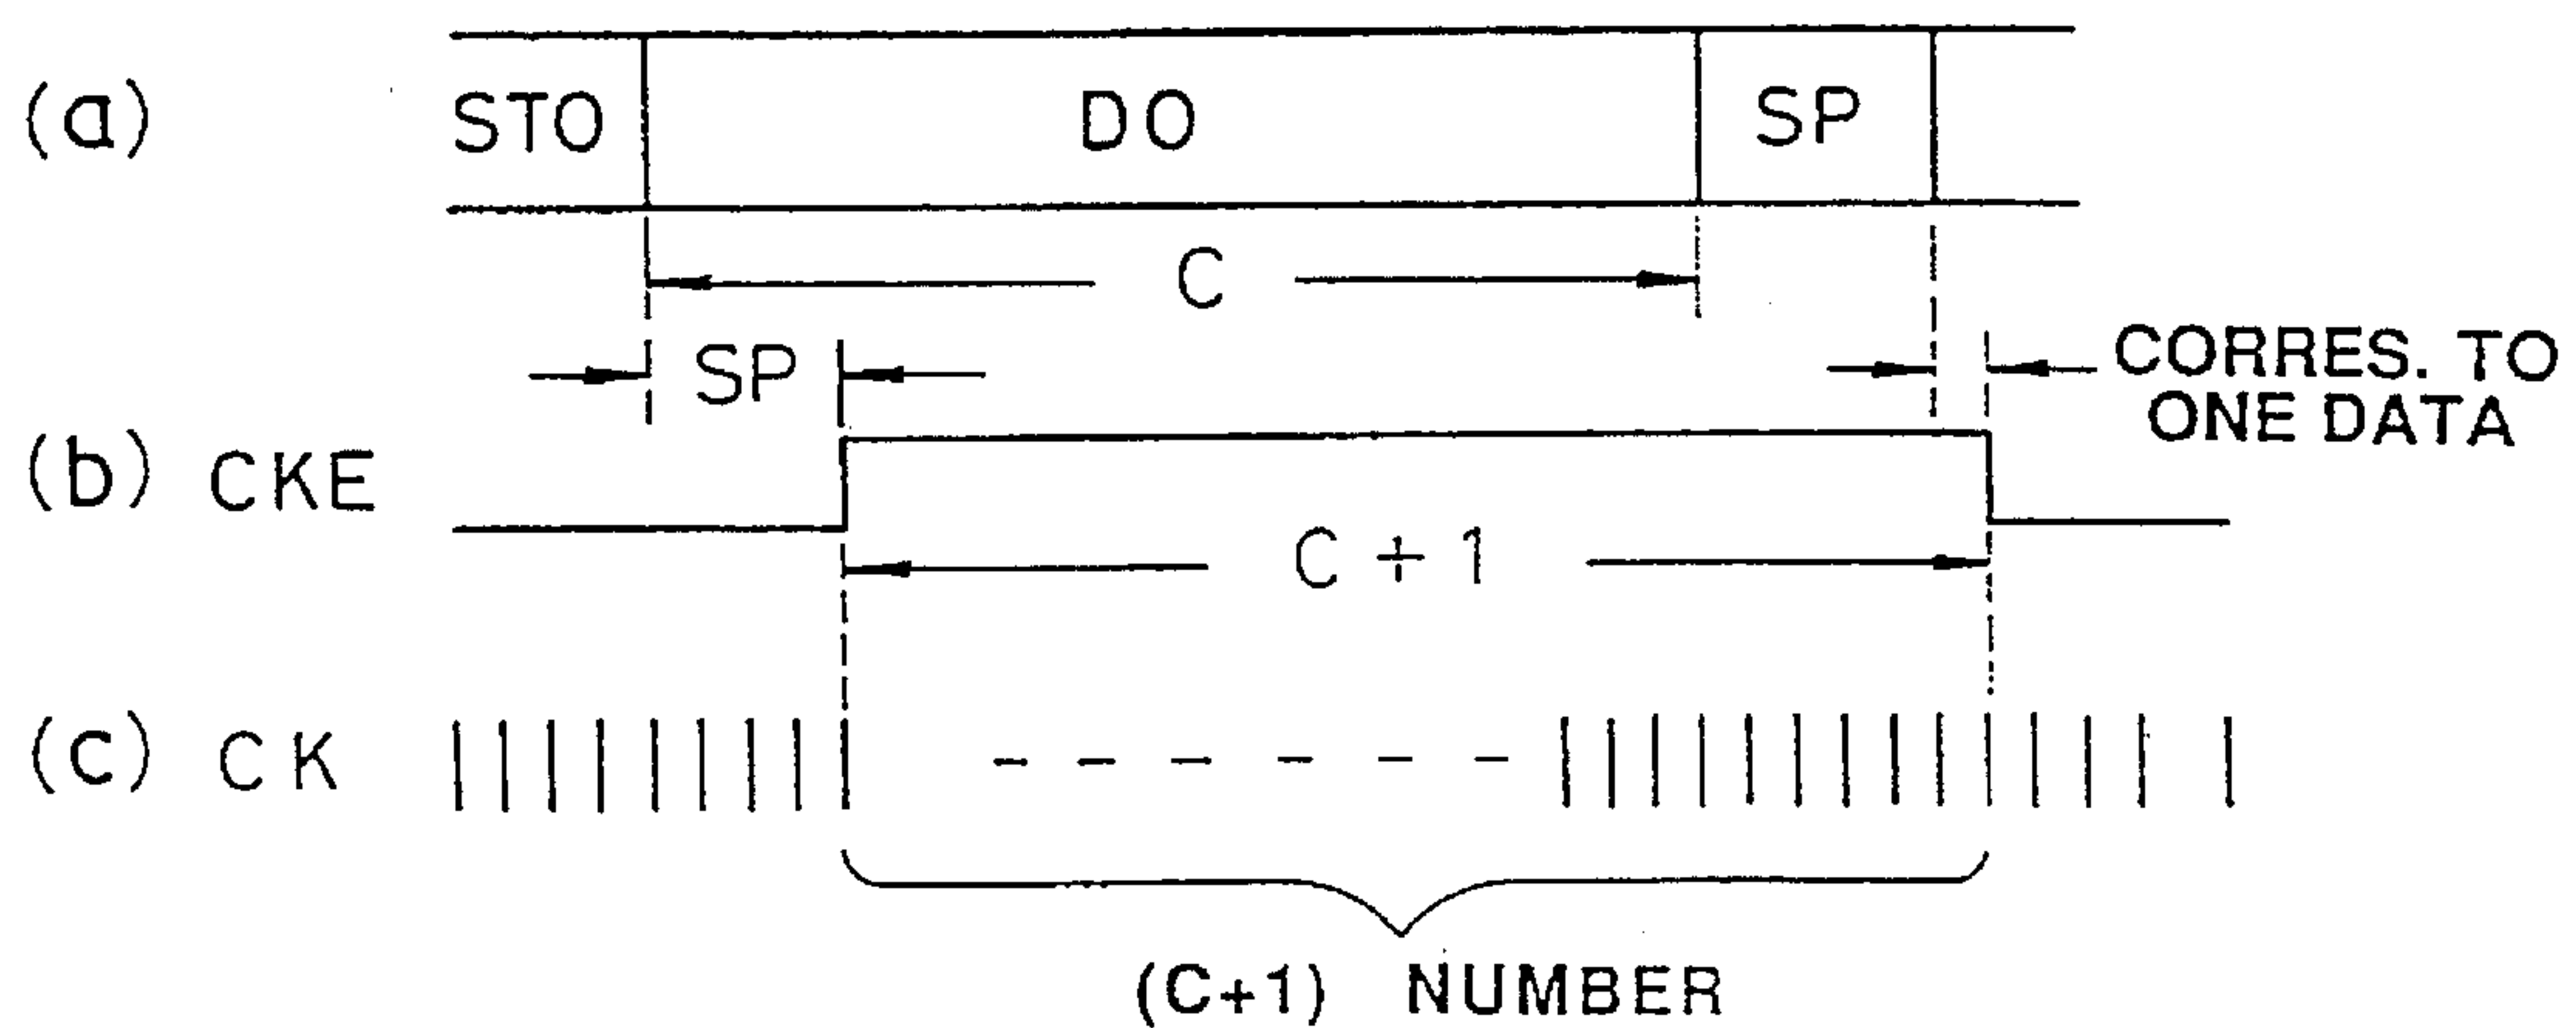 (a) STO DO SP
C
SP
CORRES. TO
ONE DATA
(b) CKE
C+1
(c) CK
(C+1) NUMBER